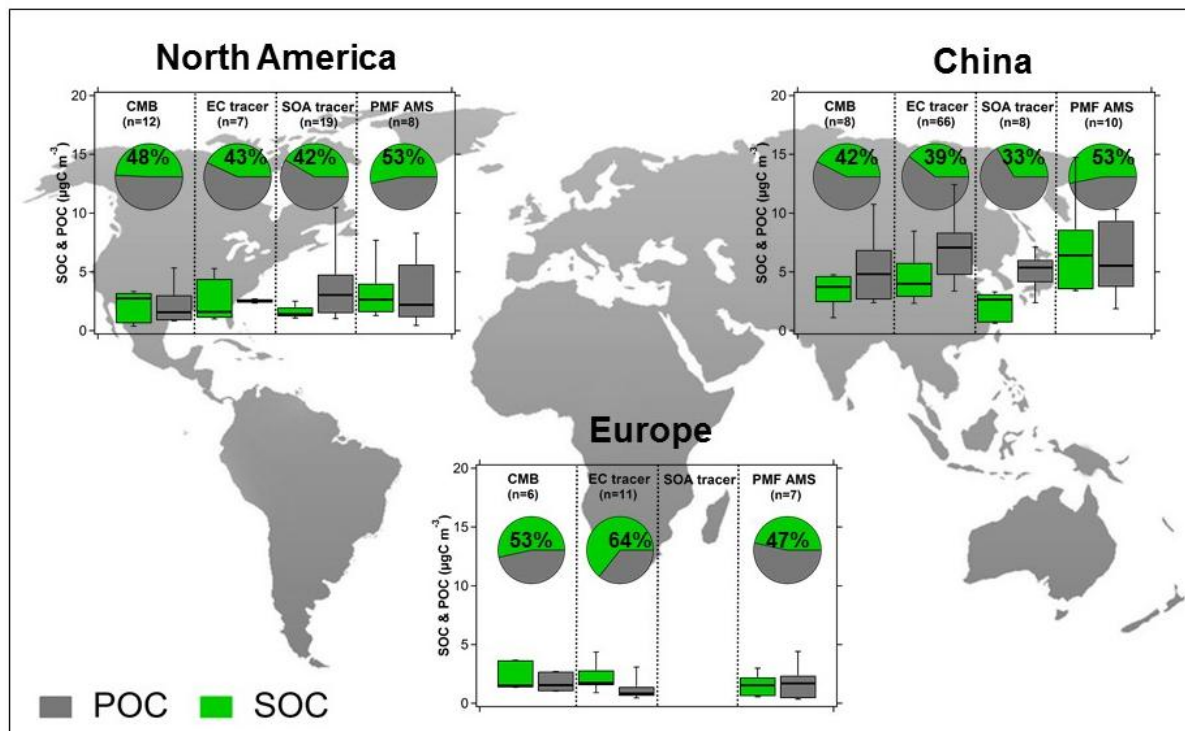 North America
20
15
10
5
0
SOC & POC (µgC m⁻³)
CMB
(n=12)
EC tracer
(n=7)
SOA tracer
(n=19)
PMF AMS
(n=8)
48%
43%
42%
53%
China
20
15
10
5
0
SOC & POC (µgC m⁻³)
CMB
(n=8)
EC tracer
(n=66)
SOA tracer
(n=8)
PMF AMS
(n=10)
42%
39%
33%
53%
Europe
20
15
10
5
0
SOC & POC (µgC m⁻³)
CMB
(n=6)
EC tracer
(n=11)
SOA tracer
PMF AMS
(n=7)
53%
64%
47%
POC
SOC